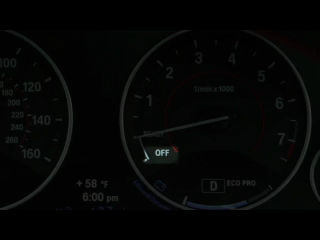 100
120
140
160
1
2
3
4
5
6
7
1/min x 1000
OFF
+ 58 °F
6:00 pm
D
ECO PRO